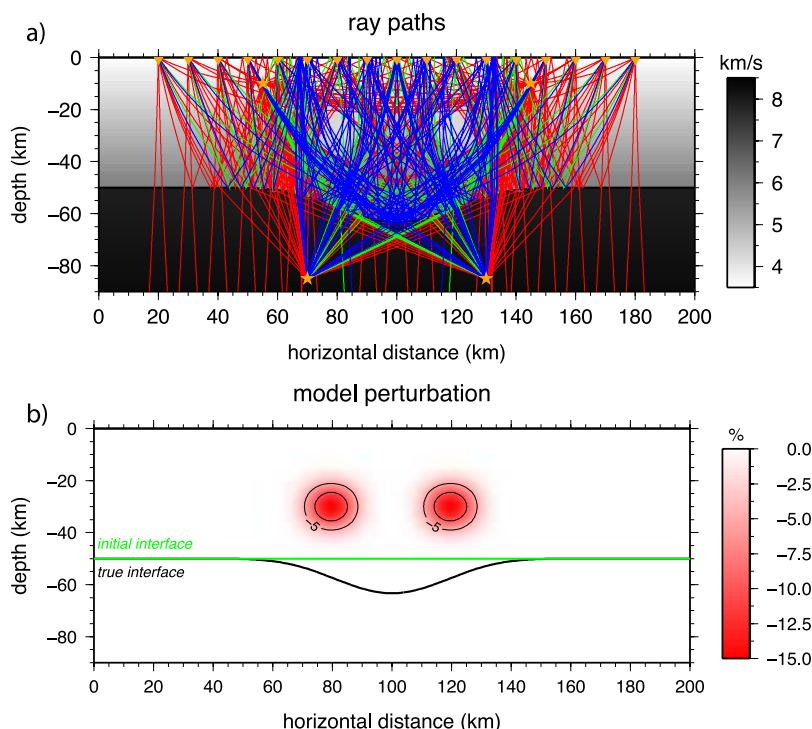 a)
ray paths
km/s
0
−20
−40
−60
−80
depth (km)
8
7
6
5
4
0 20 40 60 80 100 120 140 160 180 200
horizontal distance (km)
b)
model perturbation
%
0
−20
−40
−60
−80
depth (km)
−5
−5
initial interface
true interface
0.0
−2.5
−5.0
−7.5
−10.0
−12.5
−15.0
0 20 40 60 80 100 120 140 160 180 200
horizontal distance (km)